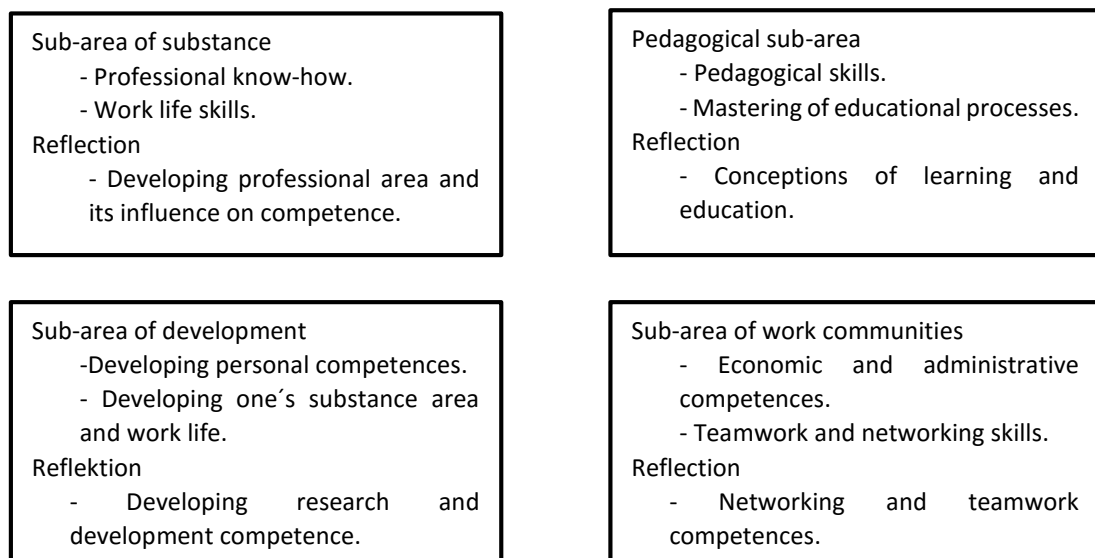 Sub-area of substance
- Professional know-how.
- Work life skills.
Reflection
- Developing professional area and
its influence on competence.
Pedagogical sub-area
- Pedagogical skills.
- Mastering of educational processes.
Reflection
- Conceptions of learning and
education.
Sub-area of development
-Developing personal competences.
- Developing one´s substance area
and work life.
Reflektion
- Developing research and
development competence.
Sub-area of work communities
- Economic and administrative
competences.
- Teamwork and networking skills.
Reflection
- Networking and teamwork
competences.